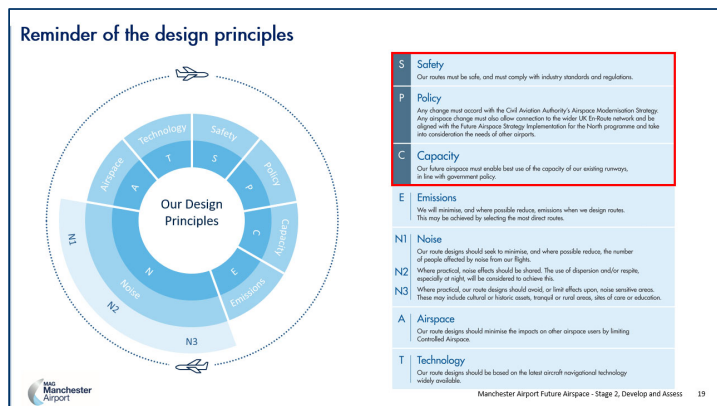 Reminder of the design principles
Technology
Safety
Airspace
Policy
Capacity
Emissions
Noise
T
S
A
P
C
E
N
Our Design
Principles
N1
N2
N3
S
Safety
Our routes must be safe, and must comply with industry standards and regulations.
P
Policy
Any change must accord with the Civil Aviation Authority's Airspace Modernisation Strategy.
Any airspace change must also allow connection to the wider UK En-Route network and be
aligned with the Future Airspace Strategy Implementation for the North programme and take
into consideration the needs of other airports.
C
Capacity
Our future airspace must enable best use of the capacity of our existing runways,
in line with government policy.
E
Emissions
We will minimise, and where possible reduce, emissions when we design routes.
This may be achieved by selecting the most direct routes.
N1
Noise
Our route designs should seek to minimise, and where possible reduce, the number
of people affected by noise from our flights.
N2
Where practical, noise effects should be shared. The use of dispersion and/or respite,
especially at night, will be considered to achieve this.
N3
Where practical, our route designs should avoid, or limit effects upon, noise sensitive areas.
These may include cultural or historic assets, tranquil or rural areas, sites of care or education.
A
Airspace
Our route designs should minimise the impacts on other airspace users by limiting
Controlled Airspace.
T
Technology
Our route designs should be based on the latest aircraft navigational technology
widely available.
MAG
Manchester
Airport
Manchester Airport Future Airspace - Stage 2, Develop and Assess 19